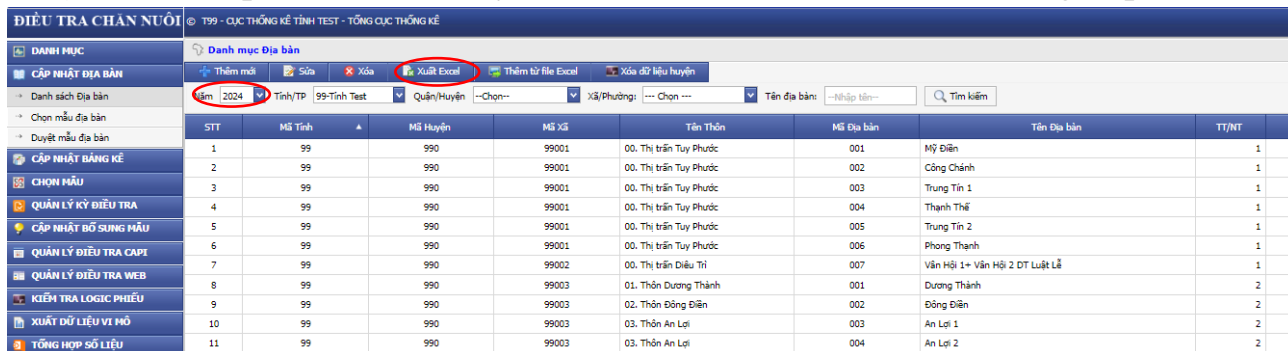 ĐIỀU TRA CHĂN NUÔI © T99 - CỤC THỐNG KÊ TỈNH TEST - TỔNG CỤC THỐNG KÊ
DANH MỤC
CẬP NHẬT ĐỊA BÀN
Danh sách Địa bàn
Chọn mẫu địa bàn
Duyệt mẫu địa bàn
CẬP NHẬT BẢNG KÊ
CHỌN MẪU
QUẢN LÝ KỲ ĐIỀU TRA
CẬP NHẬT BỔ SUNG MẪU
QUẢN LÝ ĐIỀU TRA CAPI
QUẢN LÝ ĐIỀU TRA WEB
KIỂM TRA LOGIC PHIẾU
XUẤT DỮ LIỆU VI MÔ
TỔNG HỢP SỐ LIỆU
Danh mục Địa bàn
Thêm mới Sửa Xóa Xuất Excel Thêm từ file Excel Xóa dữ liệu huyện
Năm 2024 Tỉnh/TP 99-Tỉnh Test Quận/Huyện --Chọn-- Xã/Phường: --- Chọn --- Tên địa bàn: --Nhập tên-- Tìm kiếm
STT Mã Tỉnh Mã Huyện Mã Xã Tên Thôn Mã Địa bàn Tên Địa bàn TT/NT
1 99 990 99001 00. Thị trấn Tuy Phước 001 Mỹ Điền 1
2 99 990 99001 00. Thị trấn Tuy Phước 002 Công Chánh 1
3 99 990 99001 00. Thị trấn Tuy Phước 003 Trung Tín 1 1
4 99 990 99001 00. Thị trấn Tuy Phước 004 Thạnh Thế 1
5 99 990 99001 00. Thị trấn Tuy Phước 005 Trung Tín 2 1
6 99 990 99001 00. Thị trấn Tuy Phước 006 Phong Thạnh 1
7 99 990 99002 00. Thị trấn Diêu Trì 007 Vân Hội 1+ Vân Hội 2 DT Luật Lễ 1
8 99 990 99003 01. Thôn Dương Thành 001 Dương Thành 2
9 99 990 99003 02. Thôn Đông Điền 002 Đông Điền 2
10 99 990 99003 03. Thôn An Lợi 003 An Lợi 1 2
11 99 990 99003 03. Thôn An Lợi 004 An Lợi 2 2